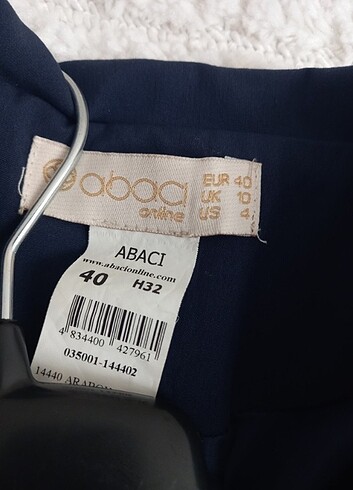 abaci
online
EUR 40
UK 10
US 4
ABACI
www.abacionline.com
40 H32
4 834400 427961
035001-144402
14440